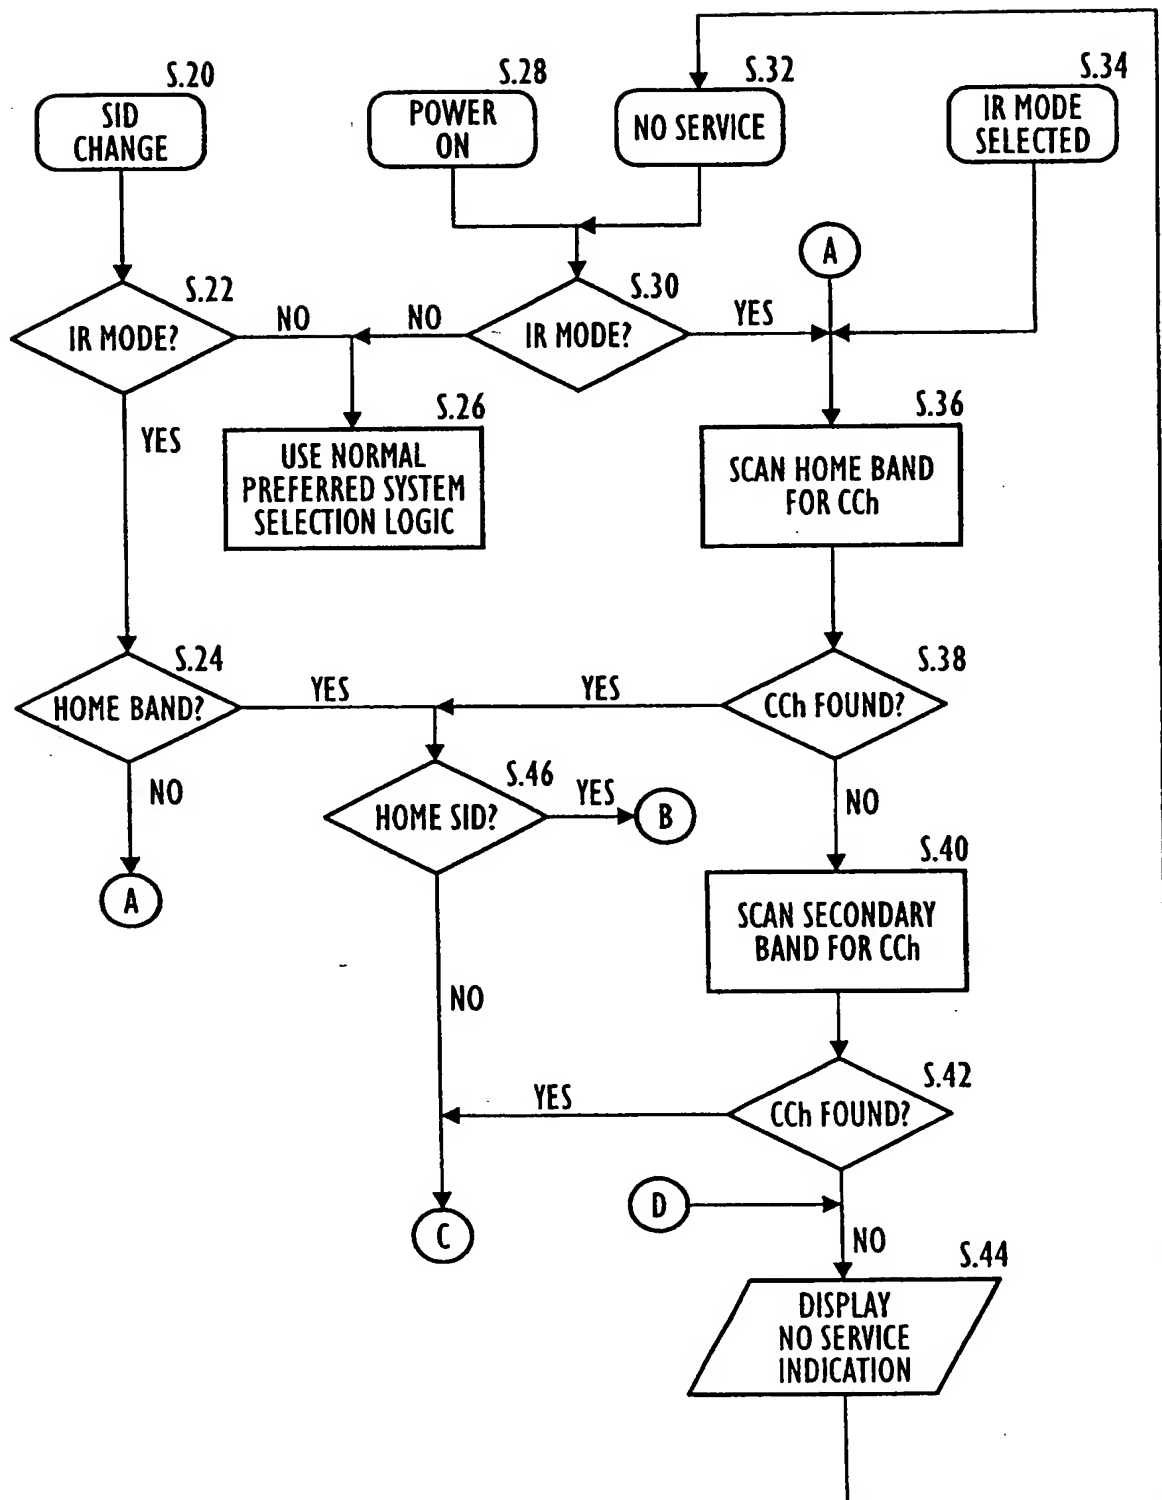 S.20
SID
CHANGE
S.28
POWER
ON
S.32
NO SERVICE
S.34
IR MODE
SELECTED
A
S.22
IR MODE?
NO
NO
S.30
IR MODE?
YES
YES
S.26
USE NORMAL
PREFERRED SYSTEM
SELECTION LOGIC
S.36
SCAN HOME BAND
FOR CCh
S.24
HOME BAND?
YES
YES
S.38
CCh FOUND?
NO
A
S.46
HOME SID?
YES
B
NO
S.40
SCAN SECONDARY
BAND FOR CCh
NO
S.42
CCh FOUND?
YES
C
D
NO
S.44
DISPLAY
NO SERVICE
INDICATION